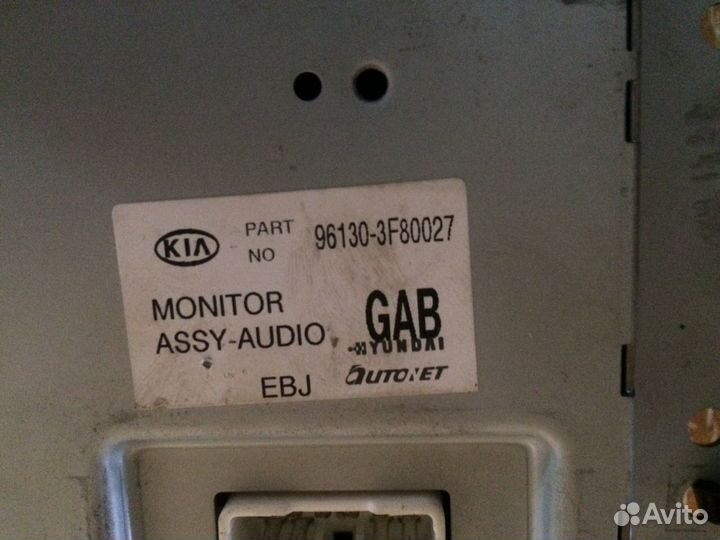 KIA PART NO 96130-3F80027
MONITOR ASSY-AUDIO
GAB
HYUNDAI
AUTONET
EBJ
Avito